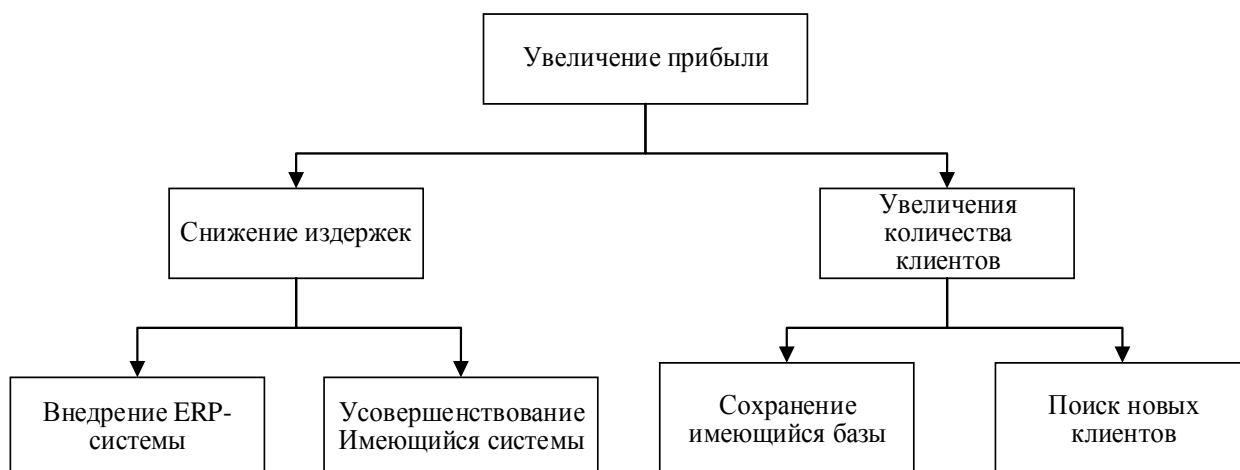 Увеличение прибыли
Снижение издержек
Увеличения
количества
клиентов
Внедрение ERP-
системы
Усовершенствование
Имеющийся системы
Сохранение
имеющийся базы
Поиск новых
клиентов